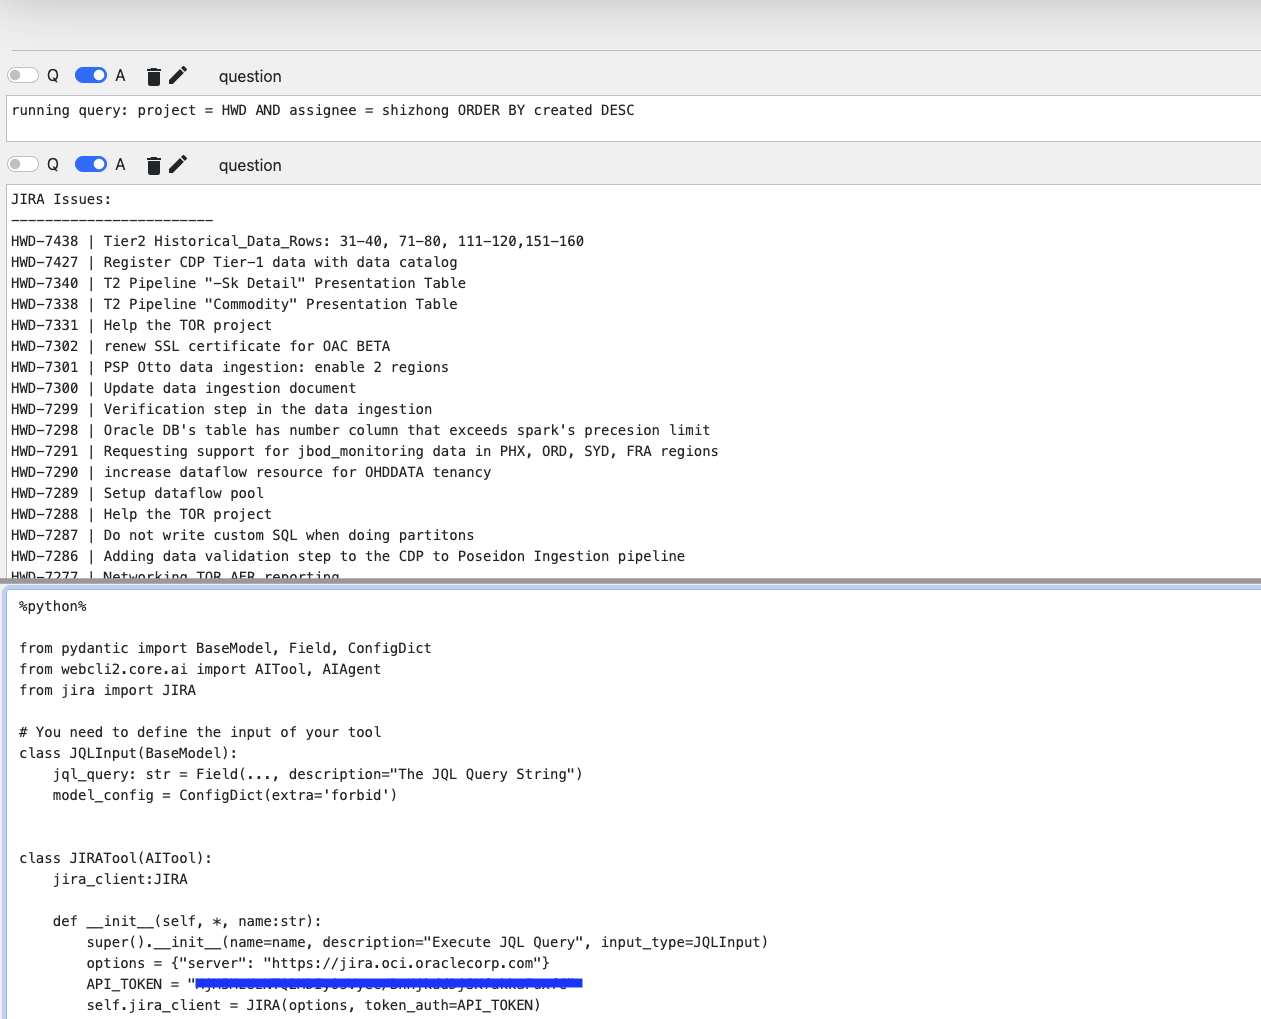 Q A question
running query: project = HWD AND assignee = shizhong ORDER BY created DESC
Q A question
JIRA Issues:
------------------------
HWD-7438 | Tier2 Historical_Data_Rows: 31-40, 71-80, 111-120,151-160
HWD-7427 | Register CDP Tier-1 data with data catalog
HWD-7340 | T2 Pipeline "-Sk Detail" Presentation Table
HWD-7338 | T2 Pipeline "Commodity" Presentation Table
HWD-7331 | Help the TOR project
HWD-7302 | renew SSL certificate for OAC BETA
HWD-7301 | PSP Otto data ingestion: enable 2 regions
HWD-7300 | Update data ingestion document
HWD-7299 | Verification step in the data ingestion
HWD-7298 | Oracle DB's table has number column that exceeds spark's precesion limit
HWD-7291 | Requesting support for jbod_monitoring data in PHX, ORD, SYD, FRA regions
HWD-7290 | increase dataflow resource for OHDDATA tenancy
HWD-7289 | Setup dataflow pool
HWD-7288 | Help the TOR project
HWD-7287 | Do not write custom SQL when doing partitons
HWD-7286 | Adding data validation step to the CDP to Poseidon Ingestion pipeline
HWD-7277 | Networking TOR AER reporting
%python%
from pydantic import BaseModel, Field, ConfigDict
from webcli2.core.ai import AITool, AIAgent
from jira import JIRA
# You need to define the input of your tool
class JQLInput(BaseModel):
    jql_query: str = Field(..., description="The JQL Query String")
    model_config = ConfigDict(extra='forbid')
class JIRATool(AITool):
    jira_client:JIRA
    def __init__(self, *, name:str):
        super().__init__(name=name, description="Execute JQL Query", input_type=JQLInput)
        options = {"server": "https://jira.oci.oraclecorp.com"}
        API_TOKEN = "
        self.jira_client = JIRA(options, token_auth=API_TOKEN)